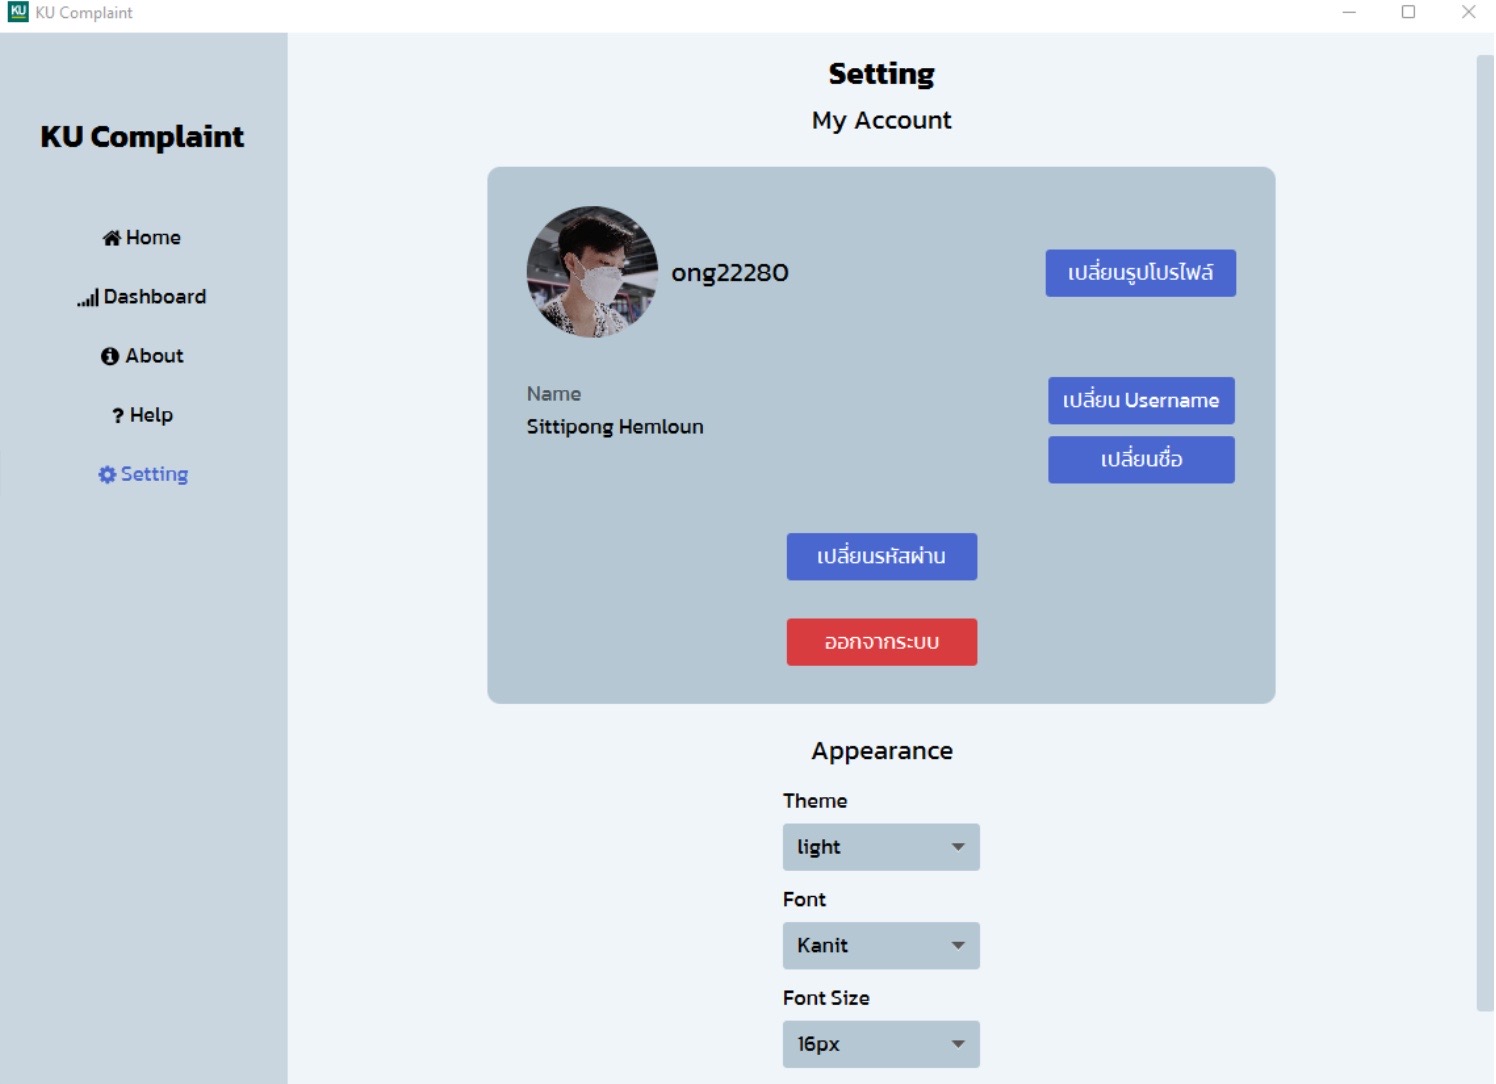 KU KU Complaint
KU Complaint
Home
Dashboard
About
Help
Setting
Setting
My Account
ong22280
เปลี่ยนรูปโปรไฟล์
Name
Sittipong Hemloun
เปลี่ยน Username
เปลี่ยนชื่อ
เปลี่ยนรหัสผ่าน
ออกจากระบบ
Appearance
Theme
light
Font
Kanit
Font Size
16px